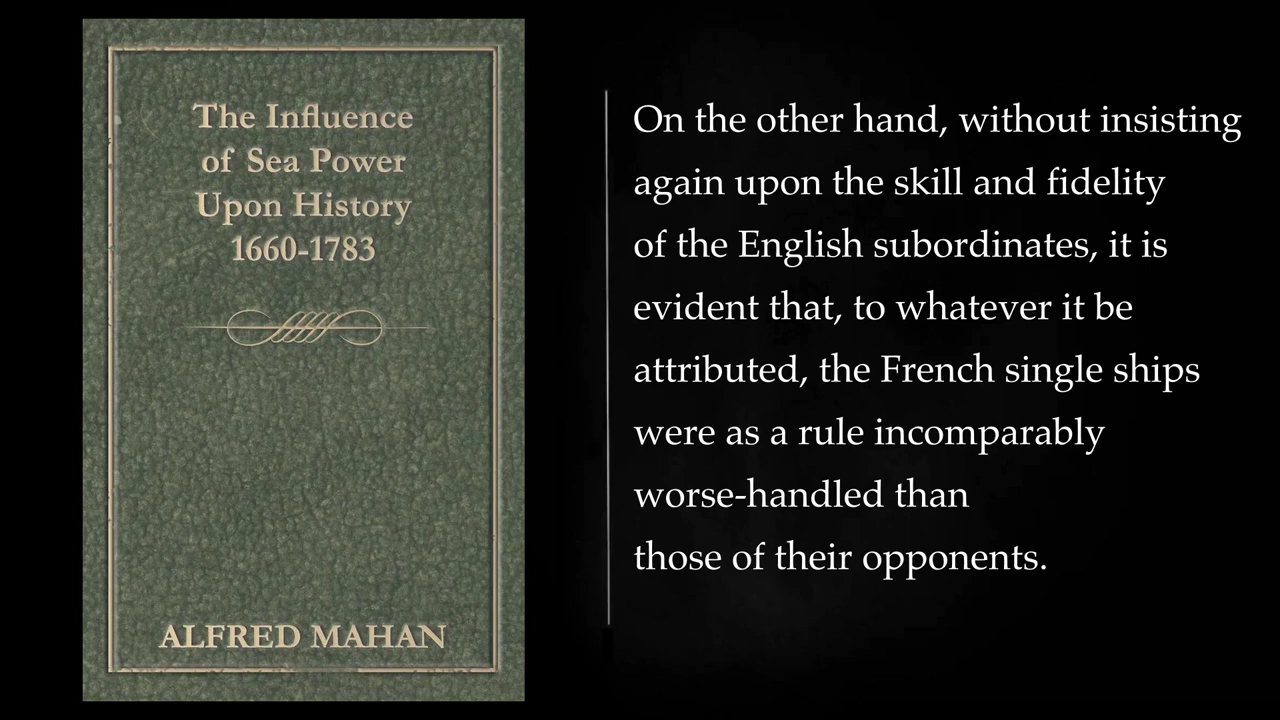 The Influence
of Sea Power
Upon History
1660-1783
ALFRED MAHAN
On the other hand, without insisting
again upon the skill and fidelity
of the English subordinates, it is
evident that, to whatever it be
attributed, the French single ships
were as a rule incomparably
worse-handled than
those of their opponents.